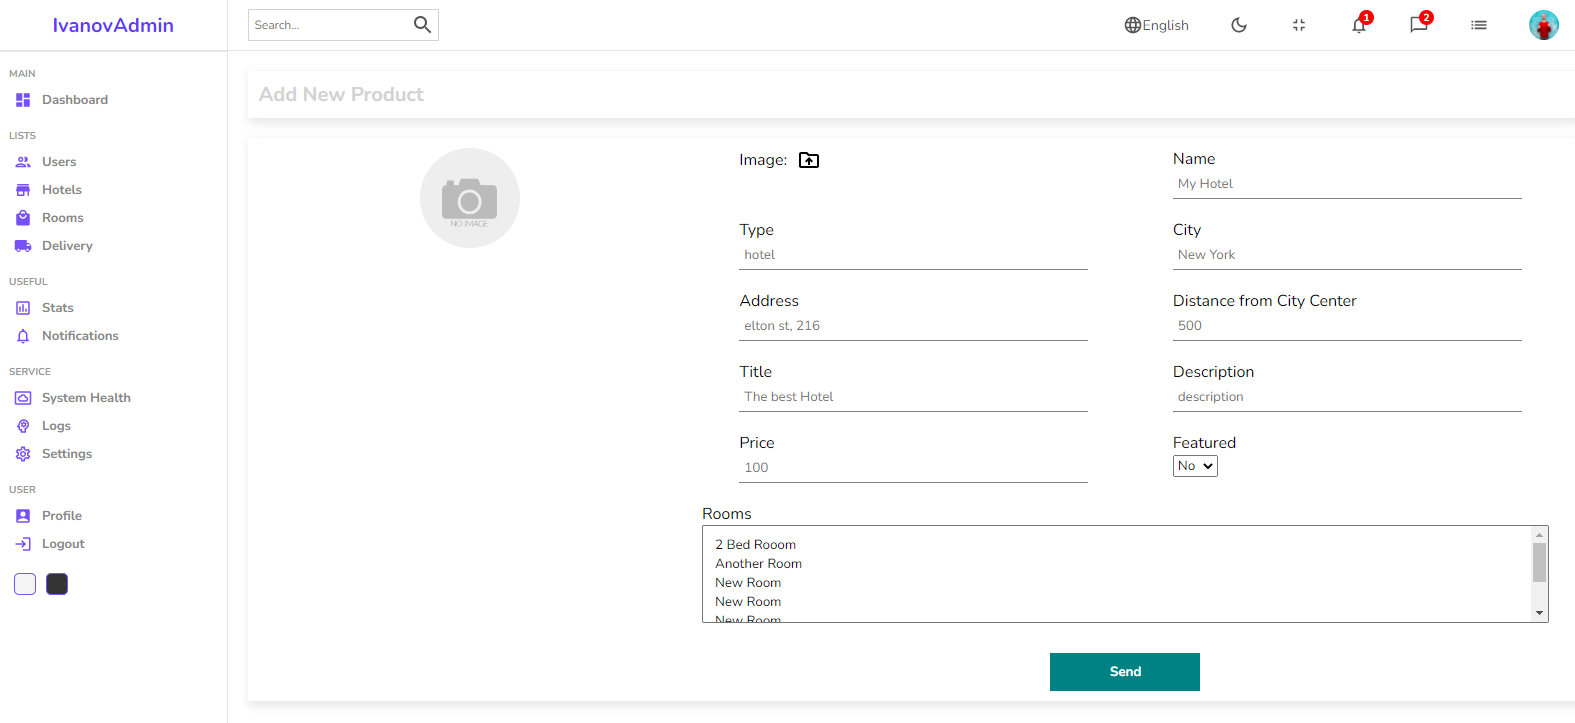 IvanovAdmin
Search...
English
1
2
MAIN
Dashboard
LISTS
Users
Hotels
Rooms
Delivery
USEFUL
Stats
Notifications
SERVICE
System Health
Logs
Settings
USER
Profile
Logout
Add New Product
NO IMAGE
Image:
Name
My Hotel
Type
hotel
City
New York
Address
elton st, 216
Distance from City Center
500
Title
The best Hotel
Description
description
Price
100
Featured
No
Rooms
2 Bed Rooom
Another Room
New Room
New Room
New Room
Send